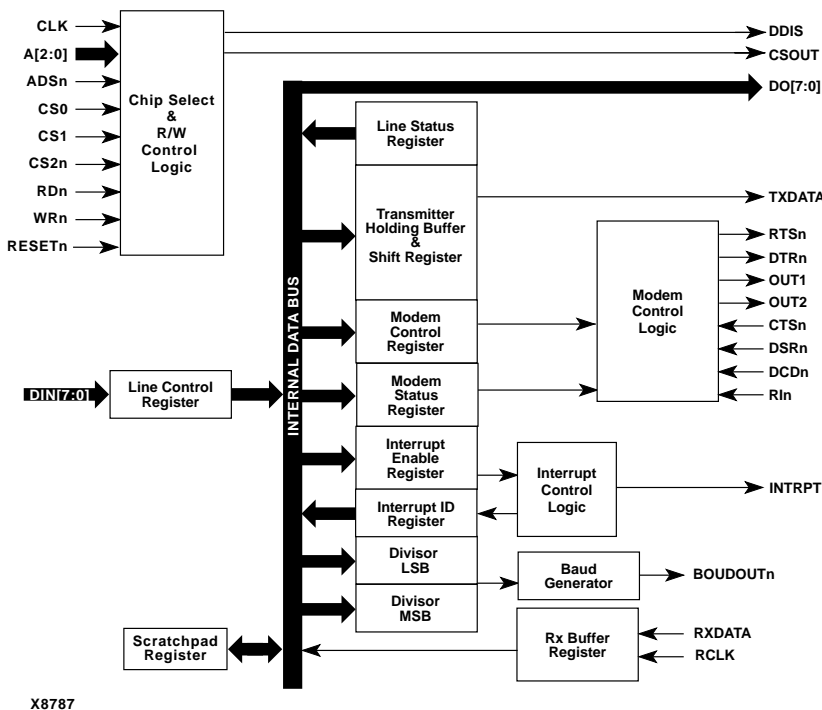 CLK
A[2:0]
ADSn
CS0
CS1
CS2n
RDn
WRn
RESETn
Chip Select
&
R/W
Control
Logic
DDIS
CSOUT
DO[7:0]
INTERNAL DATA BUS
Line Status
Register
Transmitter
Holding Buffer
&
Shift Register
TXDATA
Modem
Control
Register
Modem
Control
Logic
RTSn
DTRn
OUT1
OUT2
CTSn
DSRn
DCDn
RIn
DIN[7:0]
Line Control
Register
Modem
Status
Register
Interrupt
Enable
Register
Interrupt
Control
Logic
INTRPT
Interrupt ID
Register
Divisor
LSB
Baud
Generator
BOUDOUTn
Divisor
MSB
Scratchpad
Register
Rx Buffer
Register
RXDATA
RCLK
X8787